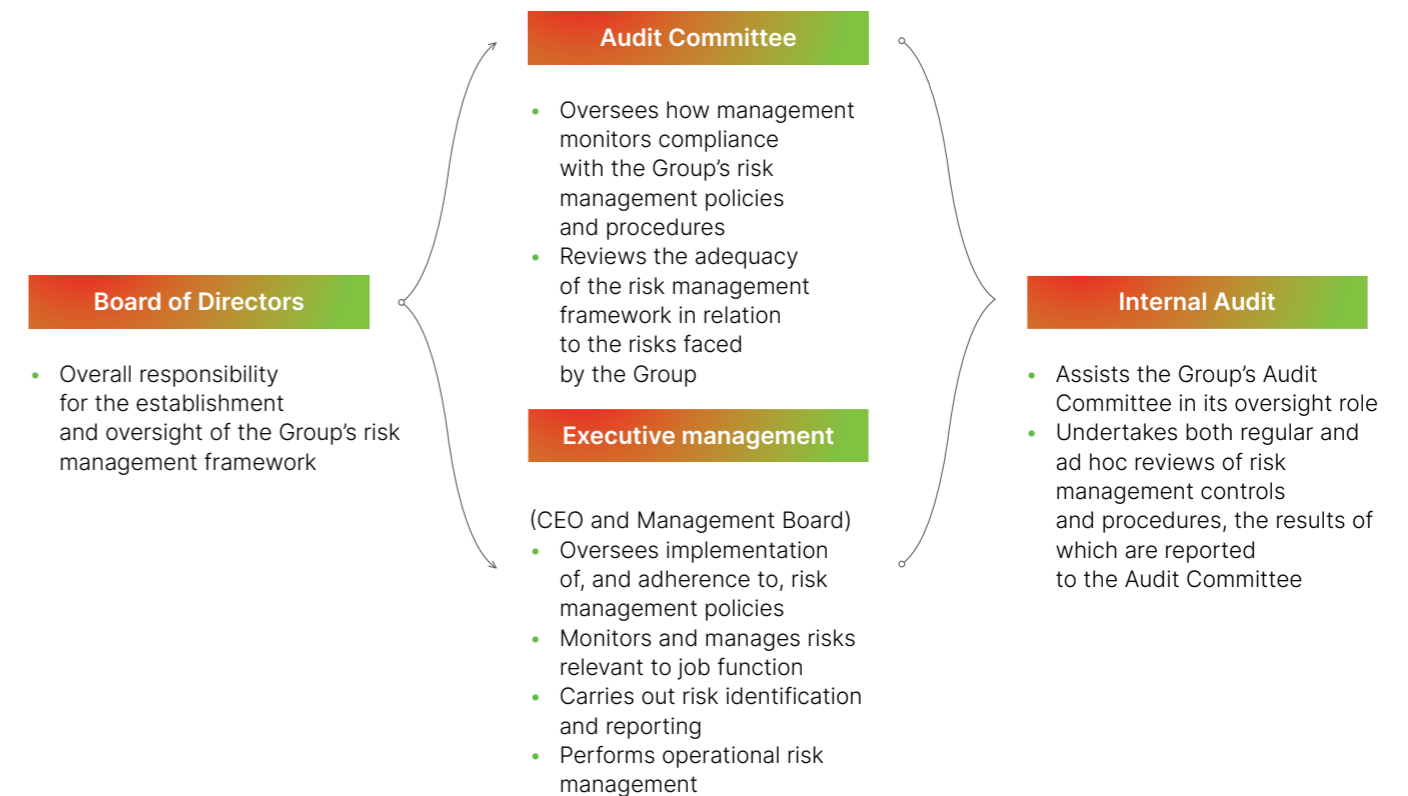 Board of Directors
• Overall responsibility
for the establishment
and oversight of the Group’s risk
management framework
Audit Committee
• Oversees how management
monitors compliance
with the Group’s risk
management policies
and procedures
• Reviews the adequacy
of the risk management
framework in relation
to the risks faced
by the Group
Executive management
(CEO and Management Board)
• Oversees implementation
of, and adherence to, risk
management policies
• Monitors and manages risks
relevant to job function
• Carries out risk identification
and reporting
• Performs operational risk
management
Internal Audit
• Assists the Group’s Audit
Committee in its oversight role
• Undertakes both regular and
ad hoc reviews of risk
management controls
and procedures, the results of
which are reported
to the Audit Committee